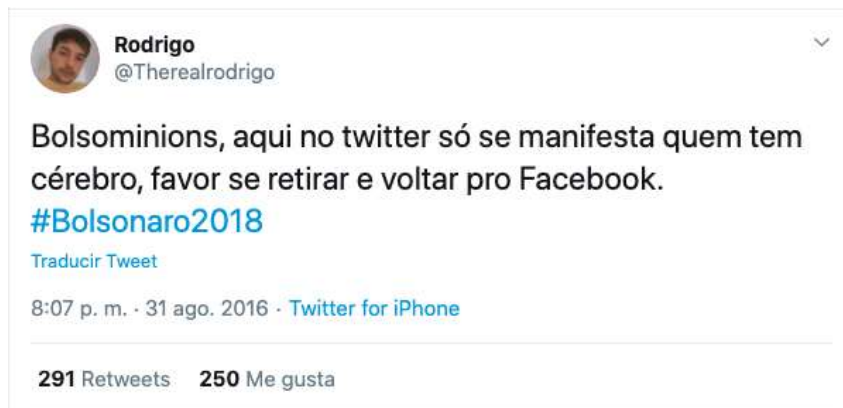 Rodrigo
@Therealrodrigo
Bolsominions, aqui no twitter só se manifesta quem tem
cérebro, favor se retirar e voltar pro Facebook.
#Bolsonaro2018
Traducir Tweet
8:07 p. m. · 31 ago. 2016 · Twitter for iPhone
291 Retweets 250 Me gusta